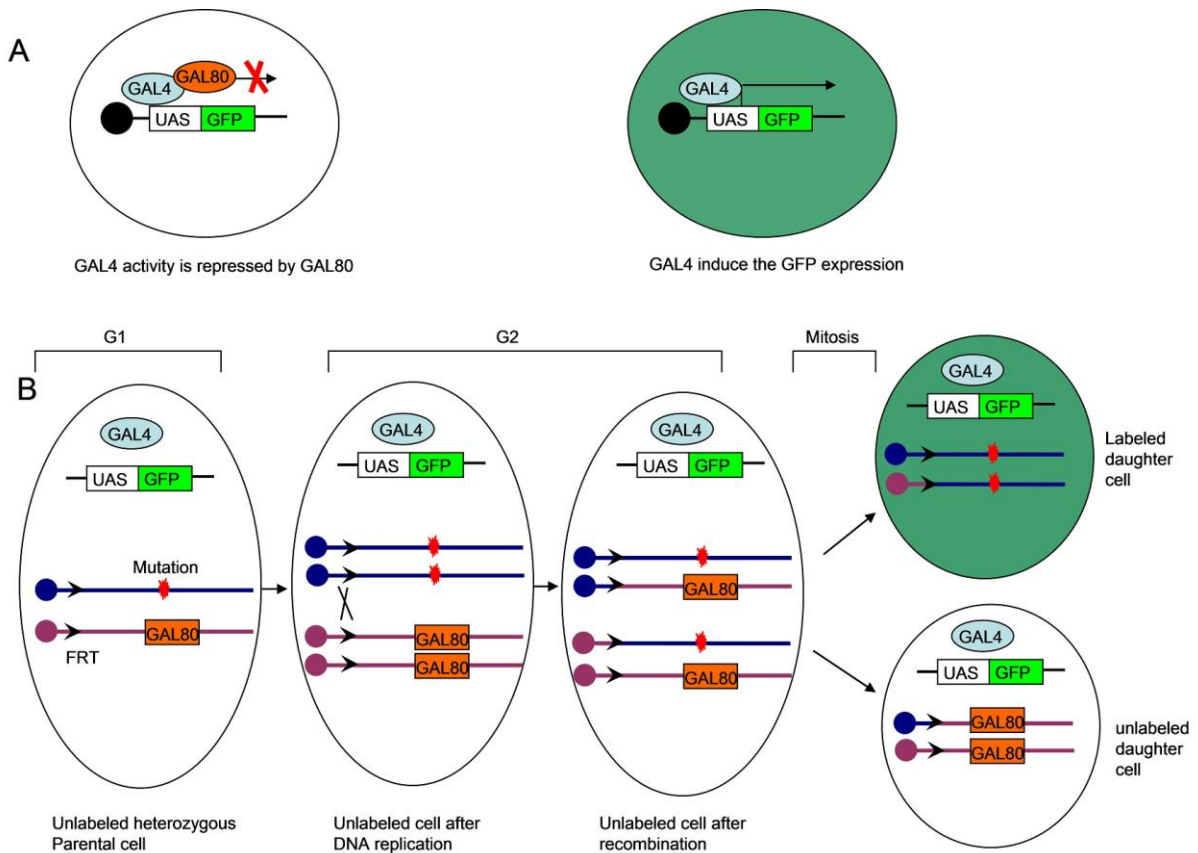 A
GAL4
GAL80
UAS
GFP
GAL4 activity is repressed by GAL80
GAL4
UAS
GFP
GAL4 induce the GFP expression
G1
G2
Mitosis
B
GAL4
UAS
GFP
Mutation
GAL80
FRT
Unlabeled heterozygous
Parental cell
GAL4
UAS
GFP
GAL80
GAL80
Unlabeled cell after
DNA replication
GAL4
UAS
GFP
GAL80
GAL80
Unlabeled cell after
recombination
GAL4
UAS
GFP
Labeled
daughter
cell
GAL4
UAS
GFP
GAL80
GAL80
unlabeled
daughter
cell